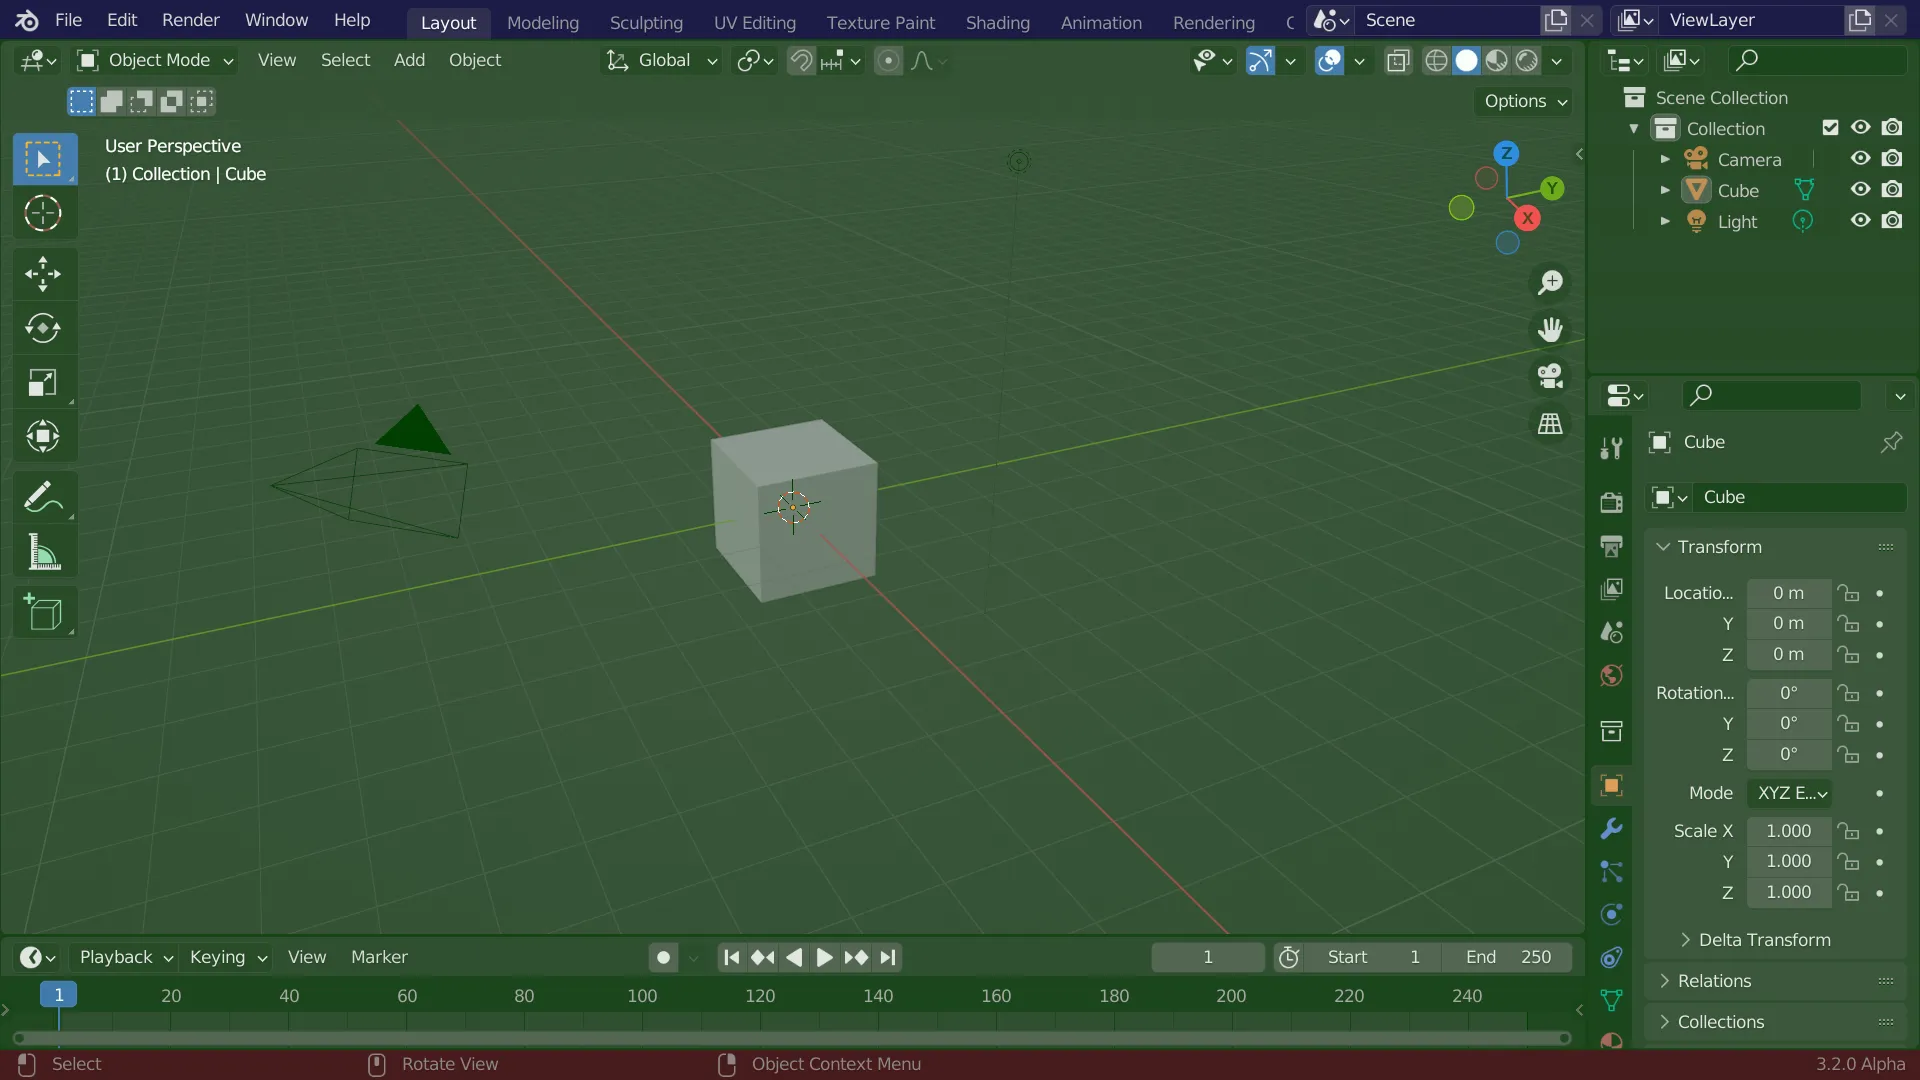 File Edit Render Window Help Layout Modeling Sculpting UV Editing Texture Paint Shading Animation Rendering Scene ViewLayer
Object Mode View Select Add Object Global
Options
User Perspective
(1) Collection | Cube
Z
Y
X
Scene Collection
Collection
Camera
Cube
Light
Cube
Cube
Transform
Locatio... 0 m
Y 0 m
Z 0 m
Rotation... 0°
Y 0°
Z 0°
Mode XYZ E...
Scale X 1.000
Y 1.000
Z 1.000
Delta Transform
Relations
Collections
Playback Keying View Marker 1 Start 1 End 250
1 20 40 60 80 100 120 140 160 180 200 220 240
Select Rotate View Object Context Menu 3.2.0 Alpha